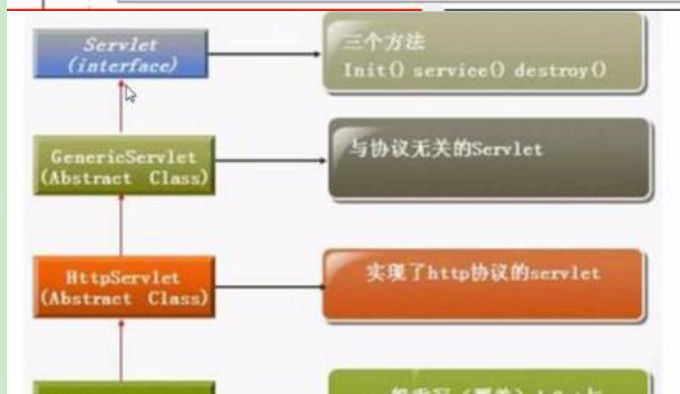 Servlet
(interface)
三个方法
Init() service() destroy()
GenericServlet
(Abstract Class)
与协议无关的Servlet
HttpServlet
(Abstract Class)
实现了http协议的servlet